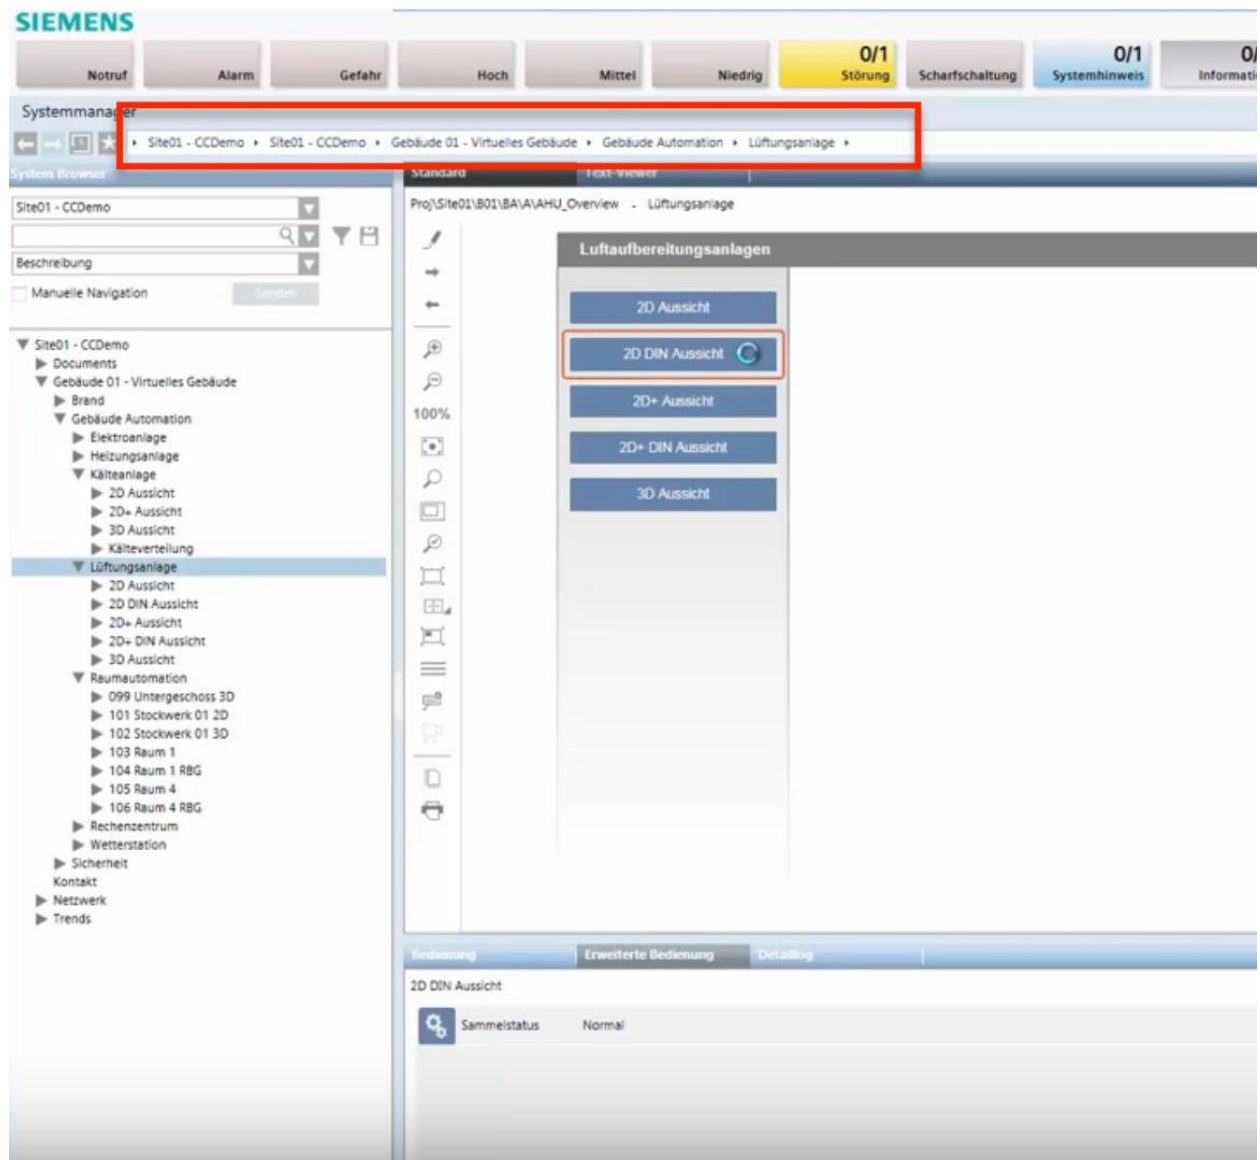 SIEMENS
Notruf
Alarm
Gefahr
Hoch
Mittel
Niedrig
0/1
Störung
Scharfschaltung
0/1
Systemhinweis
0/
Informati
Systemmanager
Site01 - CCDemo
Site01 - CCDemo
Gebäude 01 - Virtuelles Gebäude
Gebäude Automation
Lüftungsanlage
System Browser
Site01 - CCDemo
Beschreibung
Manuelle Navigation
Senden
Site01 - CCDemo
Documents
Gebäude 01 - Virtuelles Gebäude
Brand
Gebäude Automation
Elektroanlage
Heizungsanlage
Kälteanlage
2D Aussicht
2D+ Aussicht
3D Aussicht
Kälteverteilung
Lüftungsanlage
2D Aussicht
2D DIN Aussicht
2D+ Aussicht
2D+ DIN Aussicht
3D Aussicht
Raumautomation
099 Untergeschoss 3D
101 Stockwerk 01 2D
102 Stockwerk 01 3D
103 Raum 1
104 Raum 1 RBG
105 Raum 4
106 Raum 4 RBG
Rechenzentrum
Wetterstation
Sicherheit
Kontakt
Netzwerk
Trends
Standard
Text-Viewer
Proj\Site01\B01\BA\A\AHU_Overview - Lüftungsanlage
100%
Luftaufbereitungsanlagen
2D Aussicht
2D DIN Aussicht
2D+ Aussicht
2D+ DIN Aussicht
3D Aussicht
Bedienung
Erweiterte Bedienung
Detaillog
2D DIN Aussicht
Sammelstatus
Normal